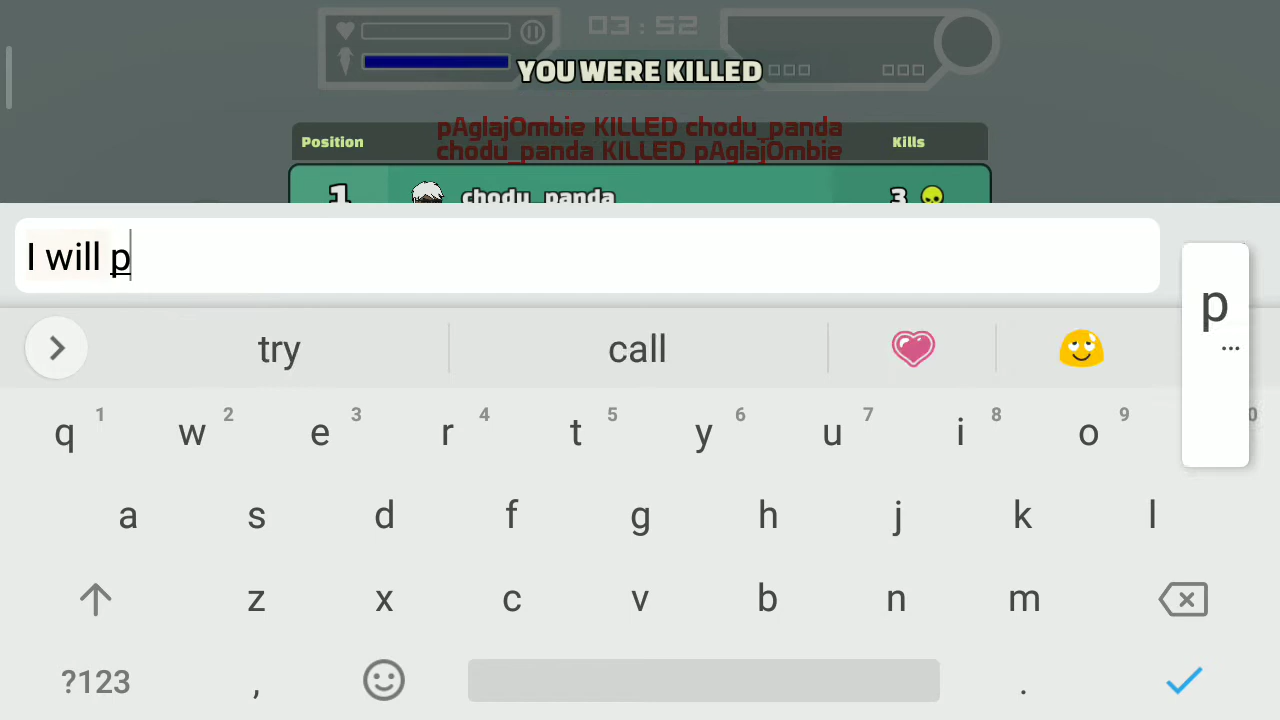 03:52
YOU WERE KILLED
pAglajOmbie KILLED chodu_panda
Position Kills
chodu_panda KILLED pAglajOmbie
1 chodu_panda 3
I will p
p
...
try call
q 1 w 2 e 3 r 4 t 5 y 6 u 7 i 8 o 9 0
a s d f g h j k l
z x c v b n m
?123 , .